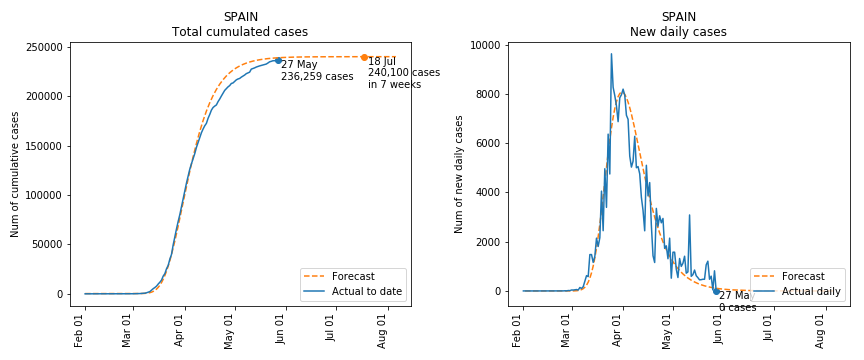 SPAIN
Total cumulated cases
Num of cumulative cases
250000
200000
150000
100000
50000
0
27 May
236,259 cases
18 Jul
240,100 cases
in 7 weeks
Forecast
Actual to date
Feb 01
Mar 01
Apr 01
May 01
Jun 01
Jul 01
Aug 01
SPAIN
New daily cases
Num of new daily cases
10000
8000
6000
4000
2000
0
27 May
0 cases
Forecast
Actual daily
Feb 01
Mar 01
Apr 01
May 01
Jun 01
Jul 01
Aug 01